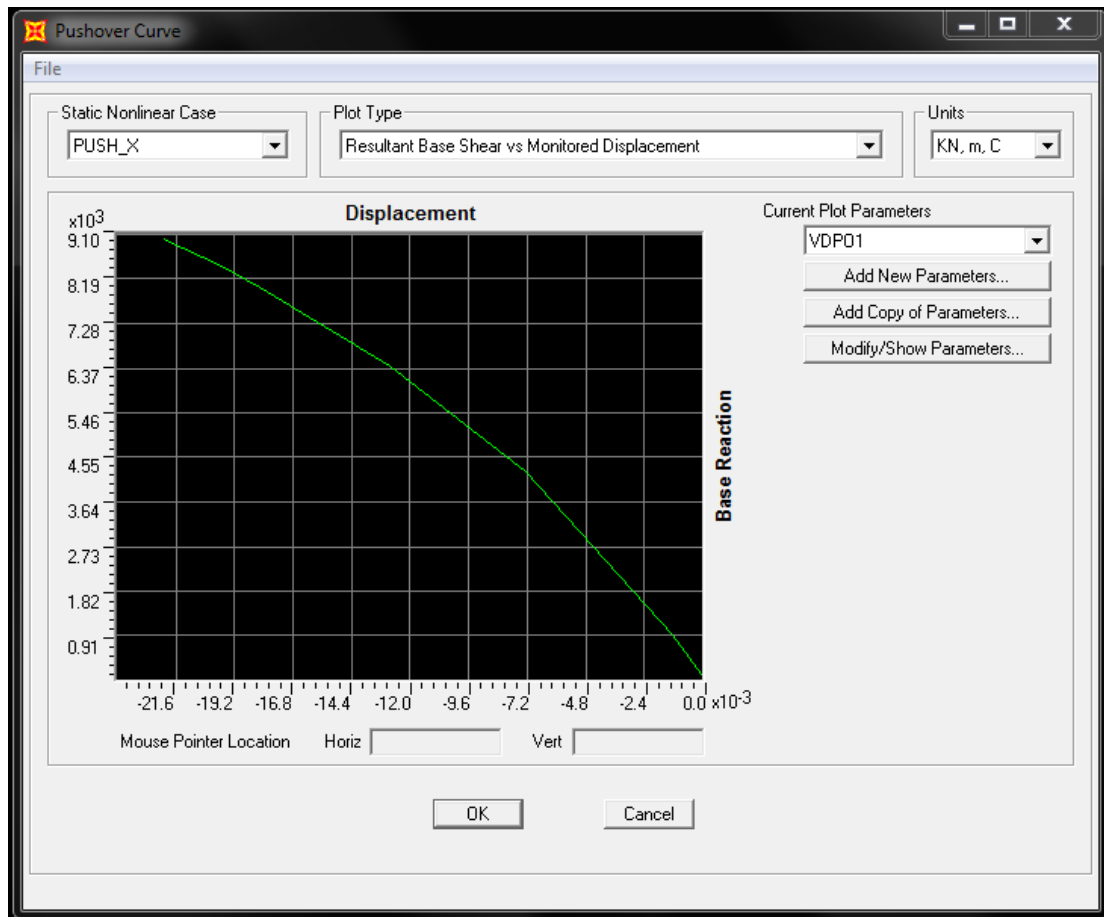 Pushover Curve
File
Static Nonlinear Case
PUSH_X
Plot Type
Resultant Base Shear vs Monitored Displacement
Units
KN, m, C
Displacement
x10 3
9.10
8.19
7.28
6.37
5.46
4.55
3.64
2.73
1.82
0.91
-21.6 -19.2 -16.8 -14.4 -12.0 -9.6 -7.2 -4.8 -2.4 0.0 x10 -3
Base Reaction
Mouse Pointer Location Horiz Vert
Current Plot Parameters
VDPO1
Add New Parameters...
Add Copy of Parameters...
Modify/Show Parameters...
OK Cancel